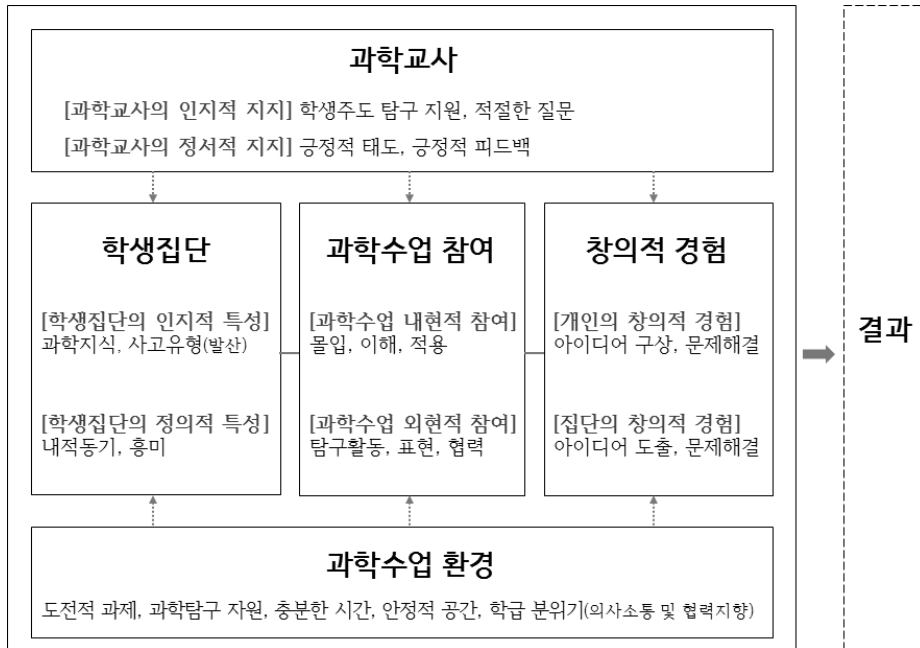 과학교사
[과학교사의 인지적 지지] 학생주도 탐구 지원, 적절한 질문
[과학교사의 정서적 지지] 긍정적 태도, 긍정적 피드백
학생집단
[학생집단의 인지적 특성]
과학지식, 사고유형(발산)
[학생집단의 정의적 특성]
내적동기, 흥미
과학수업 참여
[과학수업 내현적 참여]
몰입, 이해, 적용
[과학수업 외현적 참여]
탐구활동, 표현, 협력
창의적 경험
[개인의 창의적 경험]
아이디어 구상, 문제해결
[집단의 창의적 경험]
아이디어 도출, 문제해결
결과
과학수업 환경
도전적 과제, 과학탐구 자원, 충분한 시간, 안정적 공간, 학급 분위기(의사소통 및 협력지향)